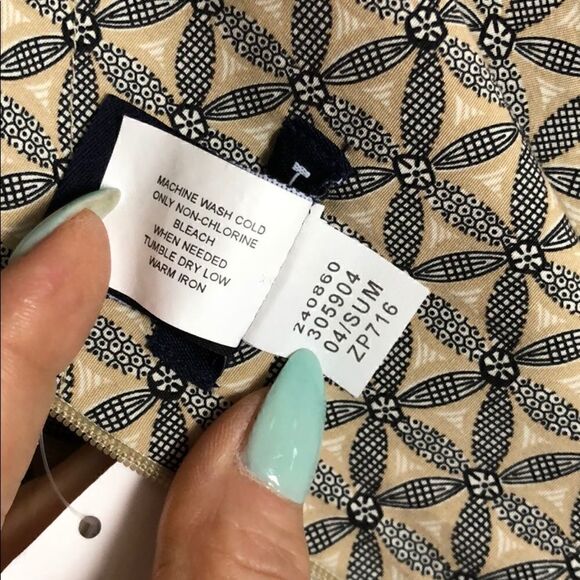 MACHINE WASH COLD
ONLY NON-CHLORINE
BLEACH
WHEN NEEDED
TUMBLE DRY LOW
WARM IRON
240860
305904
04/SUM
ZP716